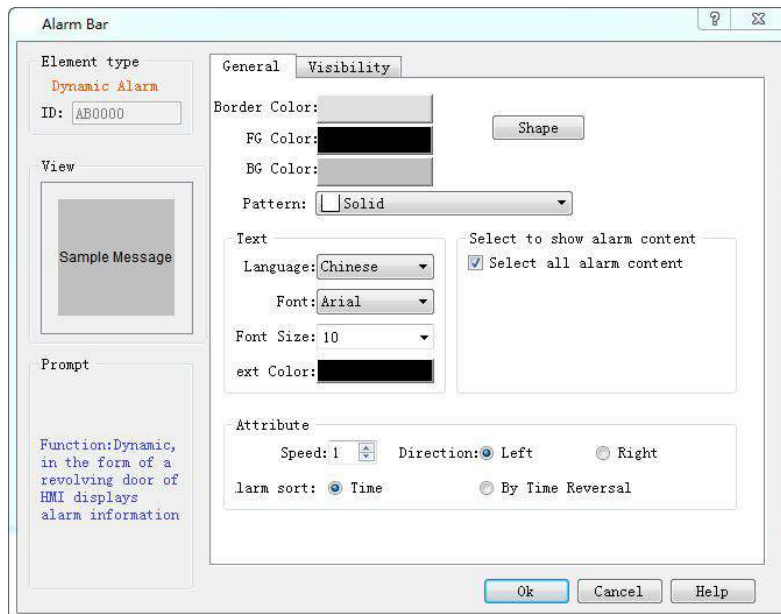 Alarm Bar
Element type
Dynamic Alarm
ID: AB0000
View
Sample Message
Prompt
Function:Dynamic,
in the form of a
revolving door of
HMI displays
alarm information
General
Visibility
Border Color:
FG Color:
BG Color:
Shape
Pattern: Solid
Text
Language: Chinese
Font: Arial
Font Size: 10
ext Color:
Select to show alarm content
Select all alarm content
Attribute
Speed: 1 Direction: Left Right
larm sort: Time By Time Reversal
Ok Cancel Help